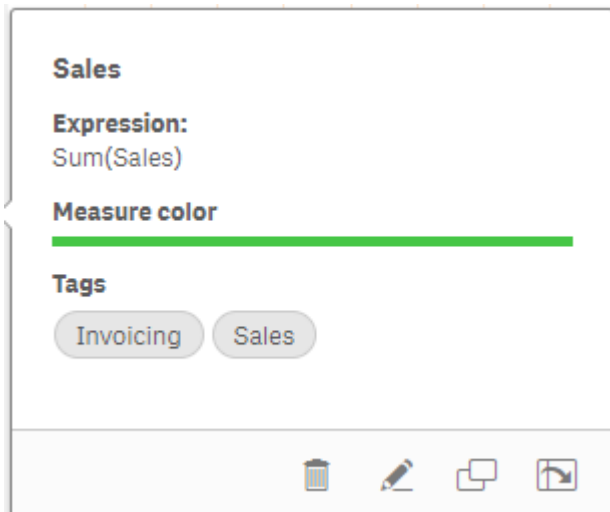 Sales
Expression:
Sum(Sales)
Measure color
Tags
Invoicing Sales